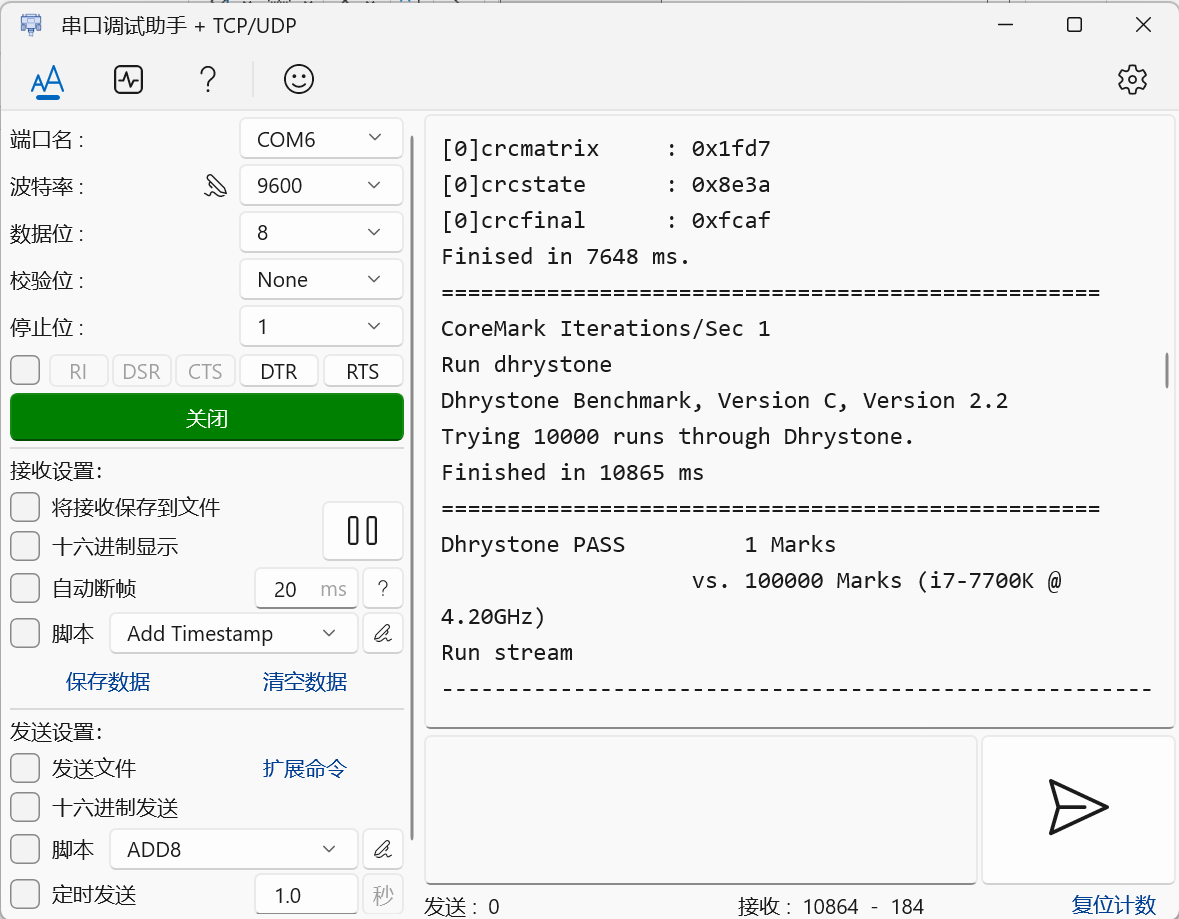 串口调试助手 + TCP/UDP
端口名 :
COM6
波特率 :
9600
数据位 :
8
校验位 :
None
停止位 :
1
RI DSR CTS DTR RTS
关闭
接收设置:
将接收保存到文件
十六进制显示
自动断帧 20 ms ?
脚本 Add Timestamp
保存数据 清空数据
发送设置:
发送文件 扩展命令
十六进制发送
脚本 ADD8
定时发送 1.0 秒
[0]crcmatrix     : 0x1fd7
[0]crcstate      : 0x8e3a
[0]crcfinal      : 0xfcaf
Finised in 7648 ms.
==================================================
CoreMark Iterations/Sec 1
Run dhrystone
Dhrystone Benchmark, Version C, Version 2.2
Trying 10000 runs through Dhrystone.
Finished in 10865 ms
==================================================
Dhrystone PASS         1 Marks
                   vs. 100000 Marks (i7-7700K @
4.20GHz)
Run stream
------------------------------------------------------
发送 : 0 接收 : 10864 - 184 复位计数